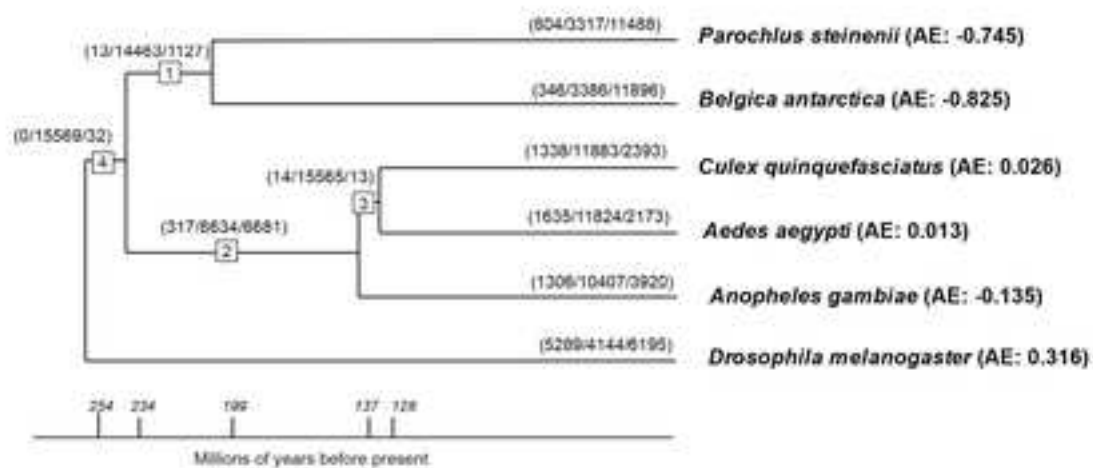 (804/3317/11488)
Parochlus steinenii (AE: -0.745)
(13/14463/1127)
1
(346/3386/11896)
Belgica antarctica (AE: -0.825)
(0/15569/32)
4
(1338/11883/2393)
Culex quinquefasciatus (AE: 0.026)
(14/15565/13)
3
(1635/11824/2173)
Aedes aegypti (AE: 0.013)
(317/8634/6681)
2
(1306/10407/3920)
Anopheles gambiae (AE: -0.135)
(5289/4144/6195)
Drosophila melanogaster (AE: 0.316)
254 234 199 137 128
Millions of years before present